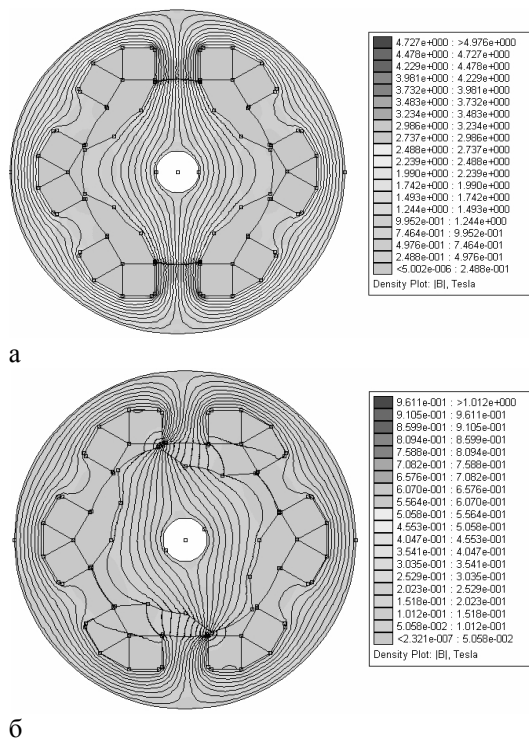 4.727e+000 : >4.976e+000
4.478e+000 : 4.727e+000
4.229e+000 : 4.478e+000
3.981e+000 : 4.229e+000
3.732e+000 : 3.981e+000
3.483e+000 : 3.732e+000
3.234e+000 : 3.483e+000
2.986e+000 : 3.234e+000
2.737e+000 : 2.986e+000
2.488e+000 : 2.737e+000
2.239e+000 : 2.488e+000
1.990e+000 : 2.239e+000
1.742e+000 : 1.990e+000
1.493e+000 : 1.742e+000
1.244e+000 : 1.493e+000
9.952e-001 : 1.244e+000
7.464e-001 : 9.952e-001
4.976e-001 : 7.464e-001
2.488e-001 : 4.976e-001
<5.002e-006 : 2.488e-001
Density Plot: |B|, Tesla
а
9.611e-001 : >1.012e+000
9.105e-001 : 9.611e-001
8.599e-001 : 9.105e-001
8.094e-001 : 8.599e-001
7.588e-001 : 8.094e-001
7.082e-001 : 7.588e-001
6.576e-001 : 7.082e-001
6.070e-001 : 6.576e-001
5.564e-001 : 6.070e-001
5.058e-001 : 5.564e-001
4.553e-001 : 5.058e-001
4.047e-001 : 4.553e-001
3.541e-001 : 4.047e-001
3.035e-001 : 3.541e-001
2.529e-001 : 3.035e-001
2.023e-001 : 2.529e-001
1.518e-001 : 2.023e-001
1.012e-001 : 1.518e-001
5.058e-002 : 1.012e-001
<2.321e-007 : 5.058e-002
Density Plot: |B|, Tesla
б